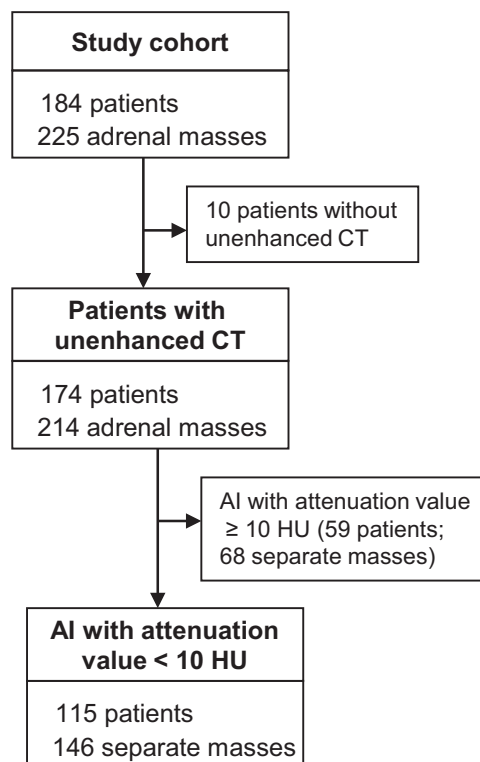 Study cohort
184 patients
225 adrenal masses
10 patients without
unenhanced CT
Patients with
unenhanced CT
174 patients
214 adrenal masses
AI with attenuation value
≥ 10 HU (59 patients;
68 separate masses)
AI with attenuation
value < 10 HU
115 patients
146 separate masses